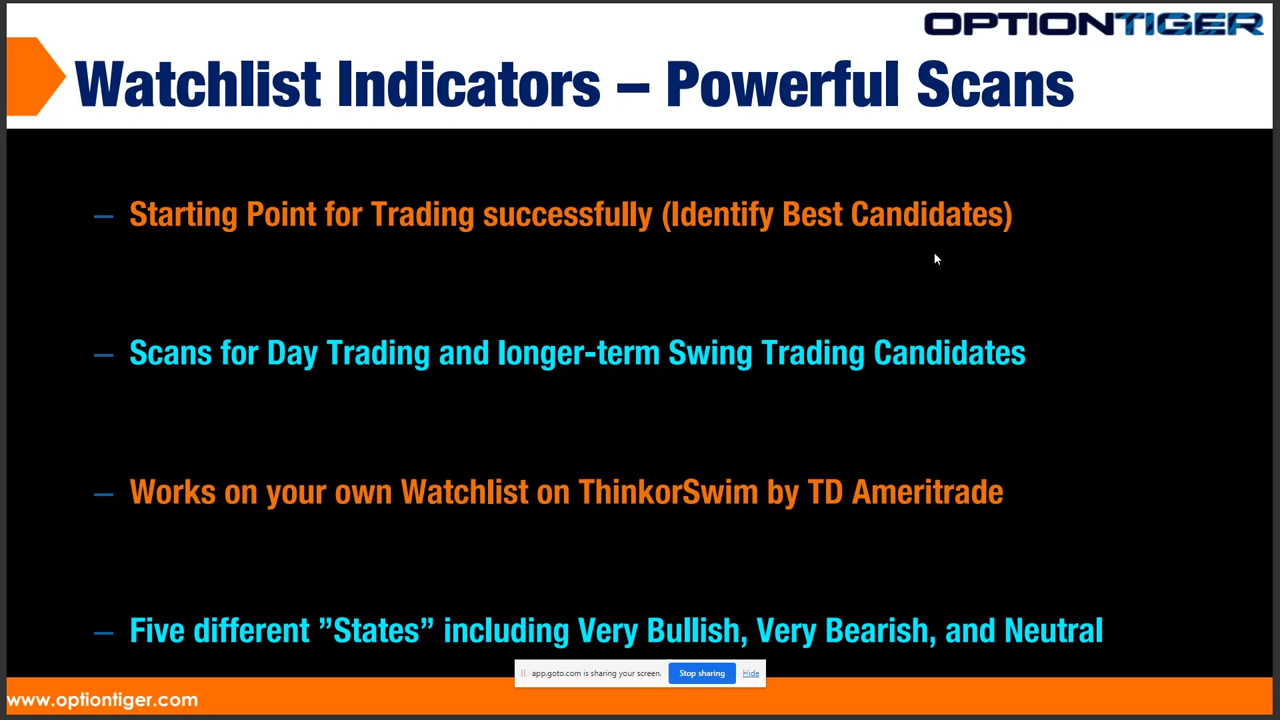 OPTIONTIGER
Watchlist Indicators – Powerful Scans
– Starting Point for Trading successfully (Identify Best Candidates)
– Scans for Day Trading and longer-term Swing Trading Candidates
– Works on your own Watchlist on ThinkorSwim by TD Ameritrade
– Five different ”States” including Very Bullish, Very Bearish, and Neutral
app.goto.com is sharing your screen. Stop sharing Hide
www.optiontiger.com